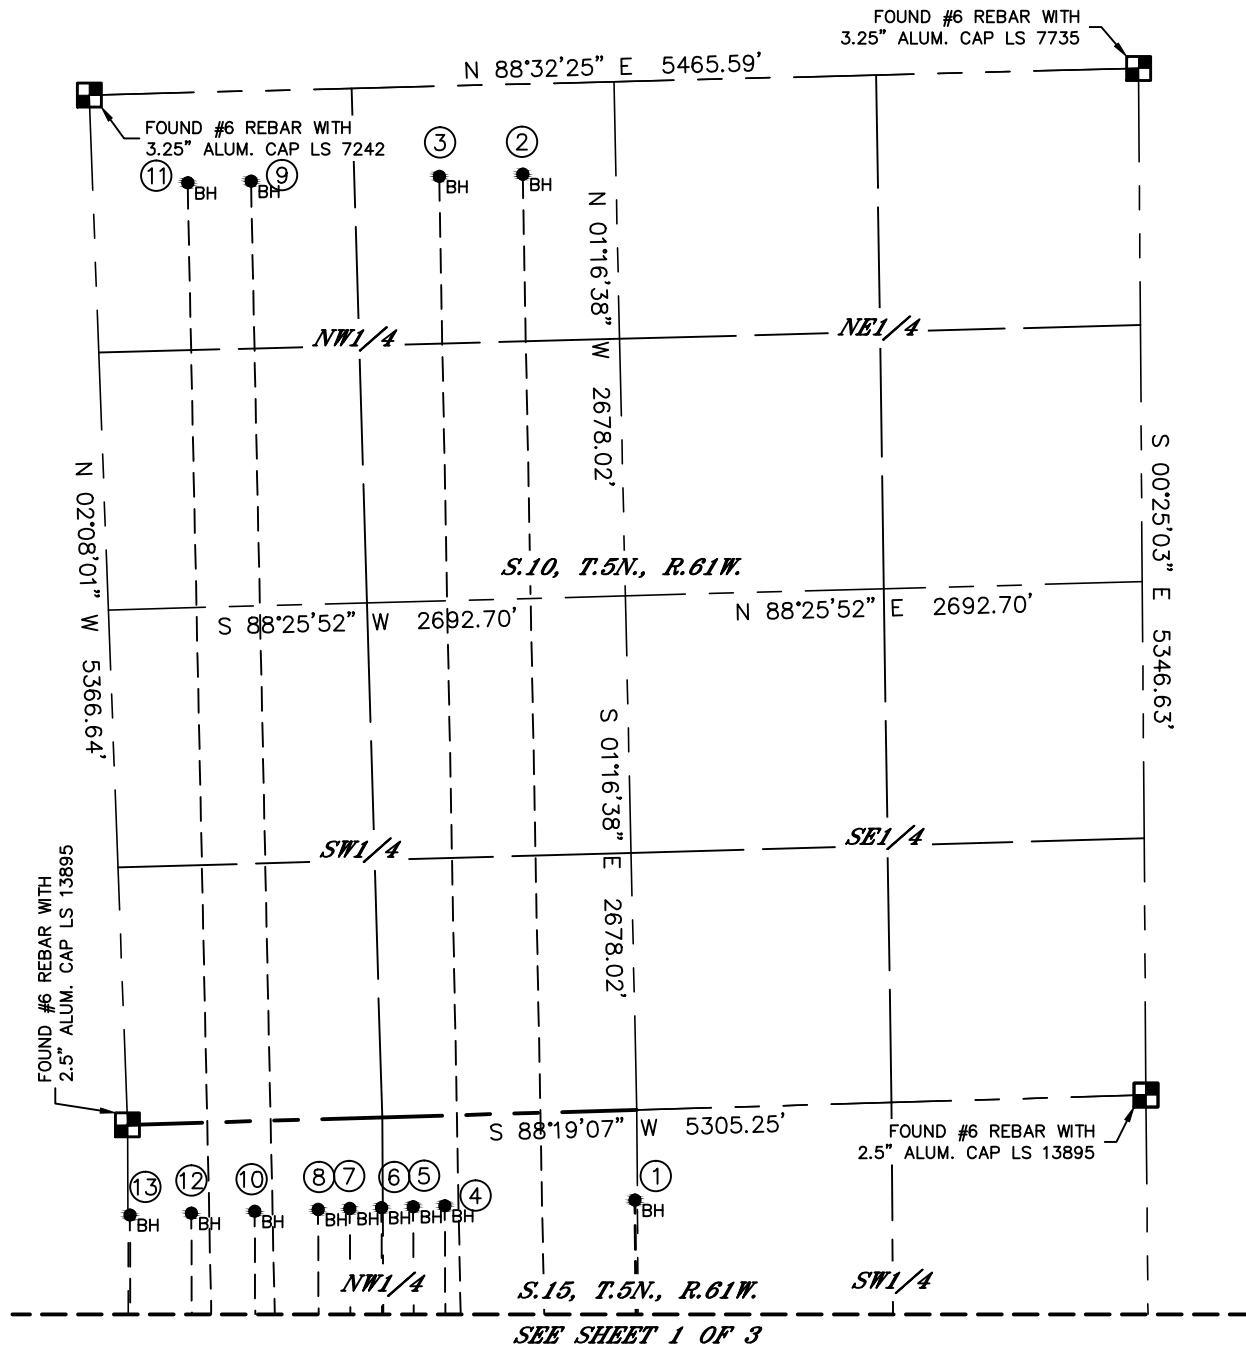 FOUND #6 REBAR WITH
3.25" ALUM. CAP LS 7735
N 88°32'25" E 5465.59'
FOUND #6 REBAR WITH
3.25" ALUM. CAP LS 7242
3
2
11
BH
9
BH
BH
BH
N 01°16'38" W 2678.02'
NW1/4
NE1/4
N 02°08'01" W 5366.64'
S 00°25'03" E 5346.63'
S.10, T.5N., R.61W.
S 88°25'52" W 2692.70'
N 88°25'52" E 2692.70'
S 01°16'38" E 2678.02'
SW1/4
SE1/4
FOUND #6 REBAR WITH
2.5" ALUM. CAP LS 13895
S 88°19'07" W 5305.25'
FOUND #6 REBAR WITH
2.5" ALUM. CAP LS 13895
13
12
10
8
7
6
5
4
1
BH
BH
BH
BH
BH
BH
BH
BH
BH
NW1/4
S.15, T.5N., R.61W.
SW1/4
SEE SHEET 1 OF 3